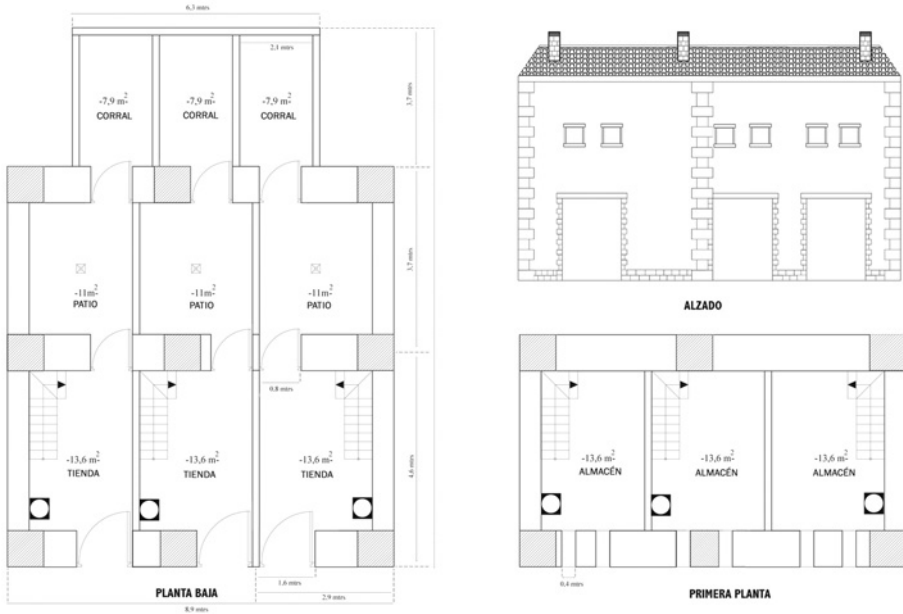 6,3 mtrs
2,1 mtrs
-7,9 m²
CORRAL
-7,9 m²
CORRAL
-7,9 m²
CORRAL
3,7 mtrs
-11m²
PATIO
-11m²
PATIO
-11m²
PATIO
3,7 mtrs
0,8 mtrs
-13,6 m²
TIENDA
-13,6 m²
TIENDA
-13,6 m²
TIENDA
4,6 mtrs
1,6 mtrs
PLANTA BAJA
2,9 mtrs
8,9 mtrs
ALZADO
-13,6 m²
ALMACÉN
-13,6 m²
ALMACÉN
-13,6 m²
ALMACÉN
0,4 mtrs
PRIMERA PLANTA